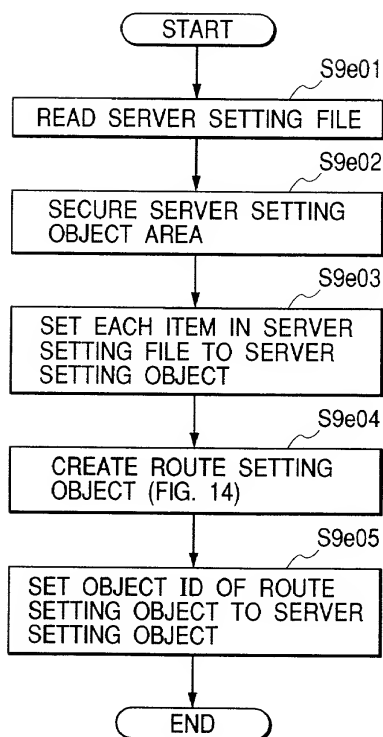 START
S9e01
READ SERVER SETTING FILE
S9e02
SECURE SERVER SETTING
OBJECT AREA
S9e03
SET EACH ITEM IN SERVER
SETTING FILE TO SERVER
SETTING OBJECT
S9e04
CREATE ROUTE SETTING
OBJECT (FIG. 14)
S9e05
SET OBJECT ID OF ROUTE
SETTING OBJECT TO SERVER
SETTING OBJECT
END